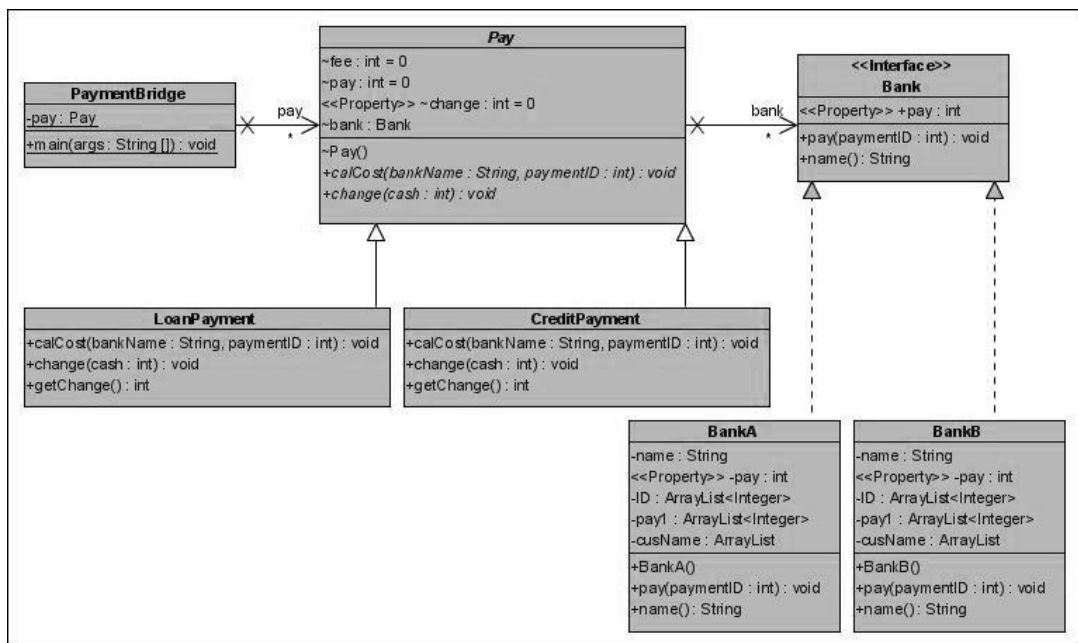 PaymentBridge
-pay : Pay
+main(args : String []) : void
pay
*
Pay
~fee : int = 0
~pay : int = 0
<<Property>> ~change : int = 0
~bank : Bank
~Pay()
+calCost(bankName : String, paymentID : int) : void
+change(cash : int) : void
bank
*
<<Interface>>
Bank
<<Property>> +pay : int
+pay(paymentID : int) : void
+name() : String
LoanPayment
+calCost(bankName : String, paymentID : int) : void
+change(cash : int) : void
+getChange() : int
CreditPayment
+calCost(bankName : String, paymentID : int) : void
+change(cash : int) : void
+getChange() : int
BankA
-name : String
<<Property>> -pay : int
-ID : ArrayList<Integer>
-pay1 : ArrayList<Integer>
-cusName : ArrayList
+BankA()
+pay(paymentID : int) : void
+name() : String
BankB
-name : String
<<Property>> -pay : int
-ID : ArrayList<Integer>
-pay1 : ArrayList<Integer>
-cusName : ArrayList
+BankB()
+pay(paymentID : int) : void
+name() : String